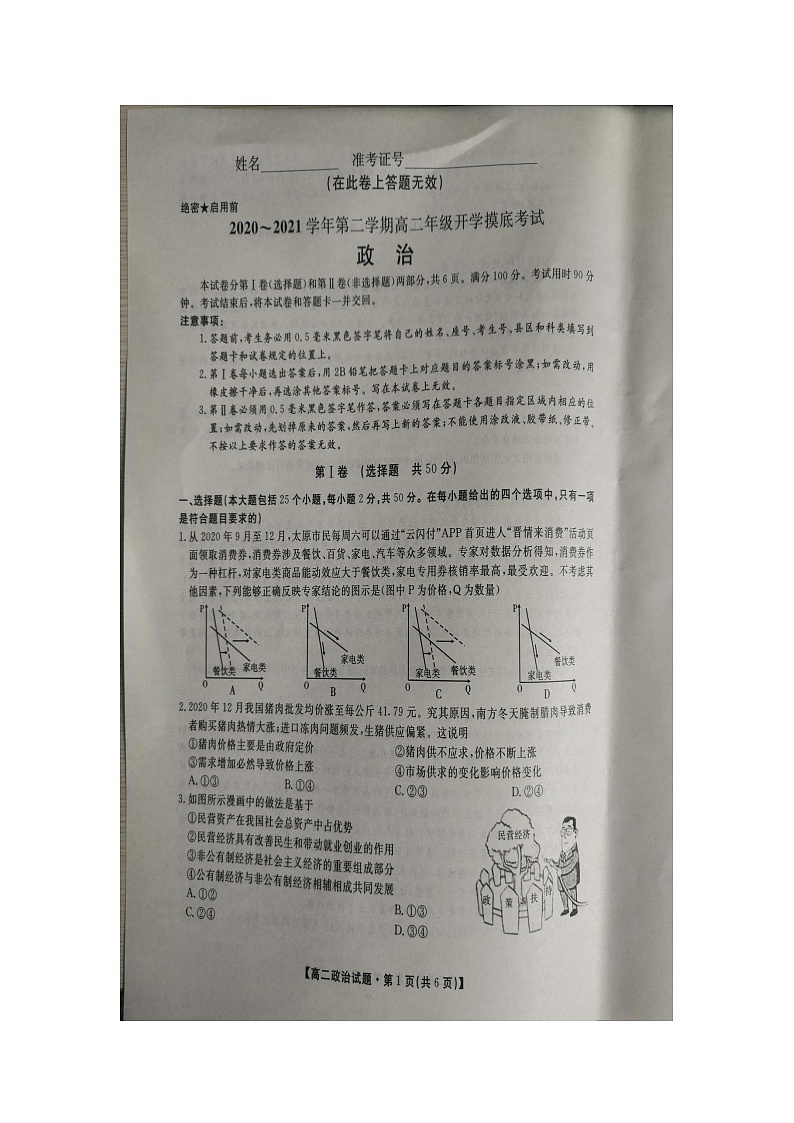 姓名 准考证号
(在此卷上答题无效)
绝密★启用前
2020～2021学年第二学期高二年级开学摸底考试
政 治
本试卷分第Ⅰ卷(选择题)和第Ⅱ卷(非选择题)两部分,共6页。满分100分。考试用时90分
钟。考试结束后,将本试卷和答题卡一并交回。
注意事项:
1.答题前,考生务必用0.5毫米黑色签字笔将自己的姓名、座号、考生号、县区和科类填写到
答题卡和试卷规定的位置上。
2.第Ⅰ卷每小题选出答案后,用2B铅笔把答题卡上对应题目的答案标号涂黑;如需改动,用
橡皮擦干净后,再选涂其他答案标号。写在本试卷上无效。
3.第Ⅱ卷必须用0.5毫米黑色签字笔作答,答案必须写在答题卡各题目指定区域内相应的位
置;如需改动,先划掉原来的答案,然后再写上新的答案;不能使用涂改液、胶带纸、修正带。
不按以上要求作答的答案无效。
第Ⅰ卷 (选择题 共50分)
一、选择题(本大题包括25个小题,每小题2分,共50分。在每小题给出的四个选项中,只有一项
是符合题目要求的)
1.从2020年9月至12月,太原市民每周六可以通过“云闪付”APP首页进人“晋情来消费”活动页
面领取消费券,消费券涉及餐饮、百货、家电、汽车等众多领域。专家对数据分析得知,消费券作
为一种杠杆,对家电类商品能动效应大于餐饮类,家电专用券核销率最高,最受欢迎。不考虑其
他因素,下列能够正确反映专家结论的图示是(图中P为价格,Q为数量)
P P P P
餐饮类 家电类 餐饮类 家电类 家电类 餐饮类 家电类 餐饮类
O A Q O B Q O C Q O D Q
2.2020年12月我国猪肉批发均价涨至每公斤41.79元。究其原因,南方冬天腌制腊肉导致消费
者购买猪肉热情大涨;进口冻肉问题频发,生猪供应偏紧。这说明
①猪肉价格主要是由政府定价 ②猪肉供不应求,价格不断上涨
③需求增加必然导致价格上涨 ④市场供求的变化影响价格变化
A.①③ B.①④ C.②③ D.②④
3.如图所示漫画中的做法是基于
①民营资产在我国社会总资产中占优势
②民营经济具有改善民生和带动就业创业的作用
③非公有制经济是社会主义经济的重要组成部分
④公有制经济与非公有制经济相辅相成共同发展
A.①② B.①③
C.②④ D.③④
民营经济
政 策 扶 持
【高二政治试题·第1页(共6页)】